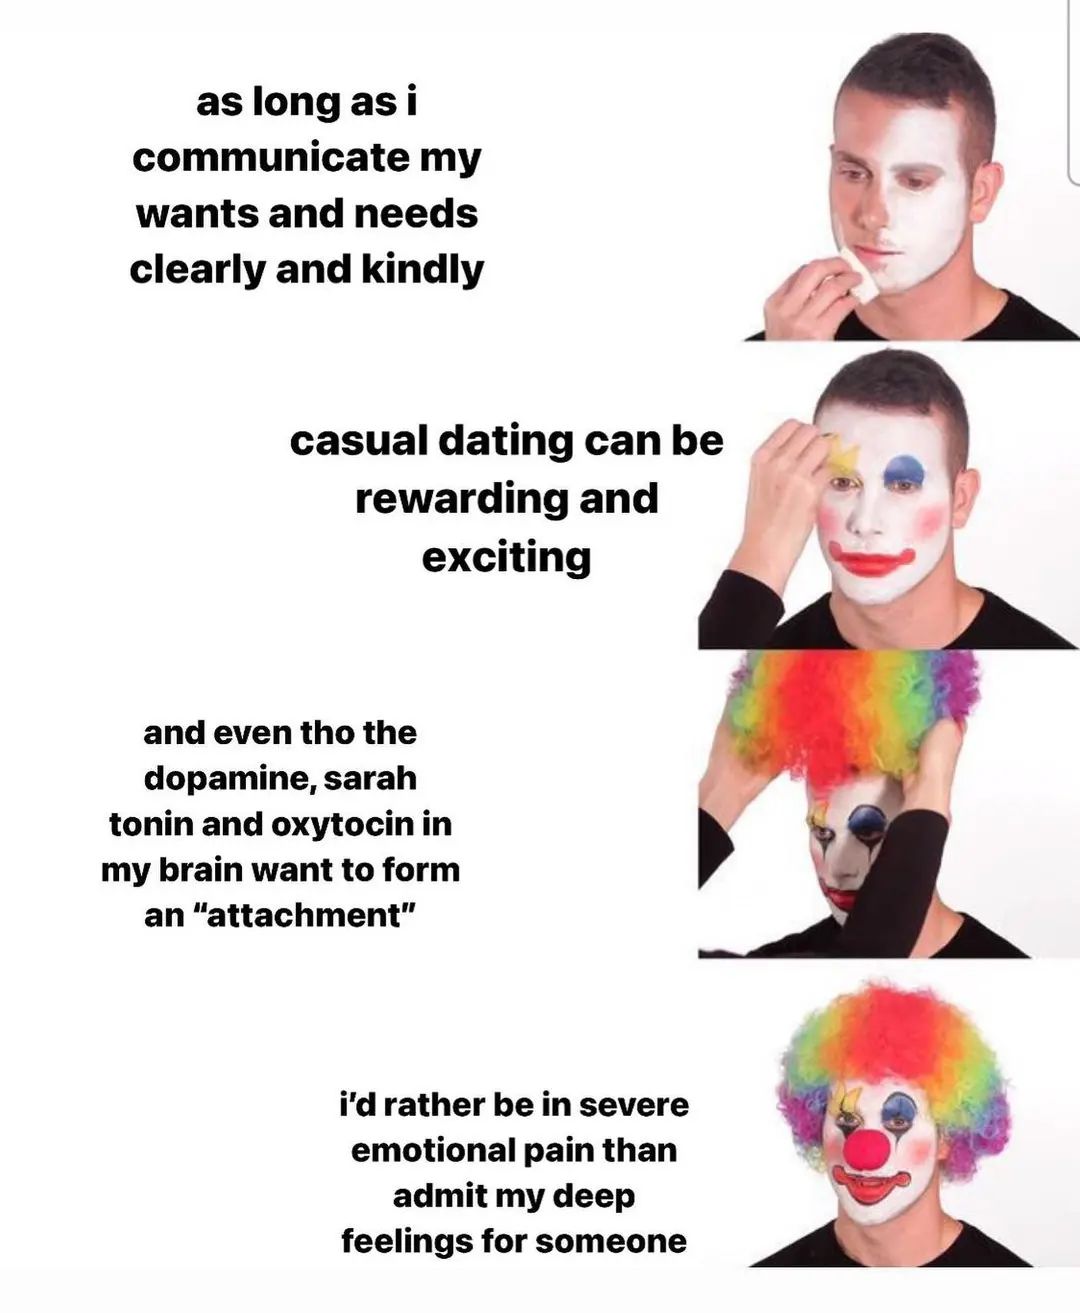 as long as i
communicate my
wants and needs
clearly and kindly
casual dating can be
rewarding and
exciting
and even tho the
dopamine, sarah
tonin and oxytocin in
my brain want to form
an “attachment”
i’d rather be in severe
emotional pain than
admit my deep
feelings for someone